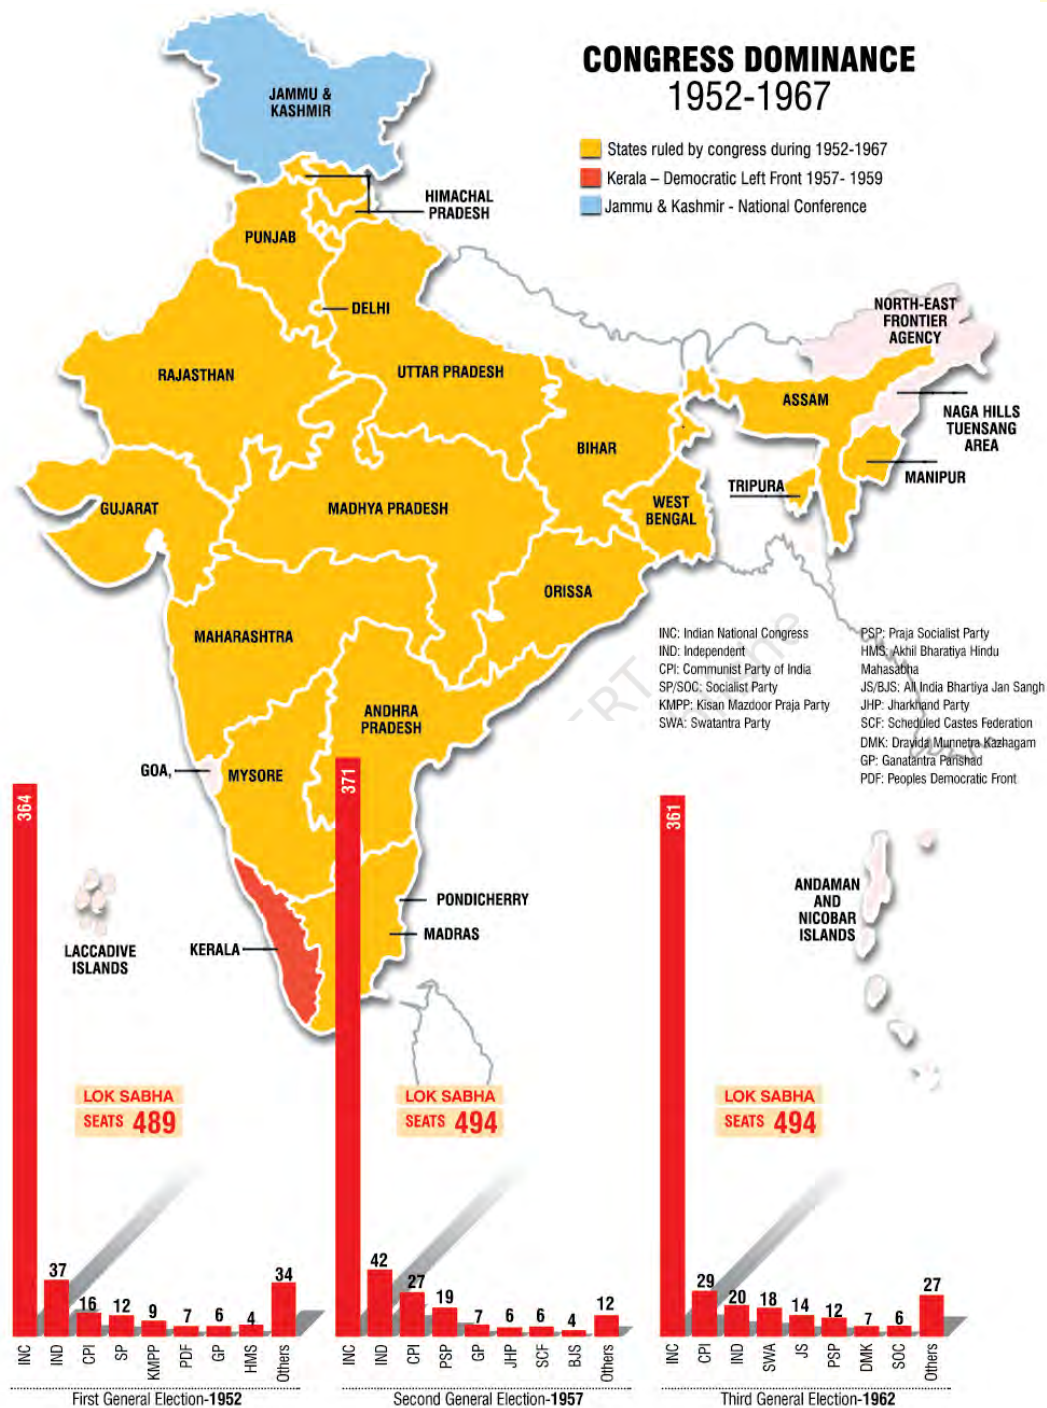 CONGRESS DOMINANCE
1952-1967
States ruled by congress during 1952-1967
Kerala – Democratic Left Front 1957- 1959
Jammu & Kashmir - National Conference
JAMMU &
KASHMIR
HIMACHAL
PRADESH
PUNJAB
DELHI
RAJASTHAN
UTTAR PRADESH
NORTH-EAST
FRONTIER
AGENCY
ASSAM
NAGA HILLS
TUENSANG
AREA
BIHAR
MANIPUR
TRIPURA
GUJARAT
MADHYA PRADESH
WEST
BENGAL
ORISSA
MAHARASHTRA
ANDHRA
PRADESH
GOA,
MYSORE
INC: Indian National Congress
IND: Independent
CPI: Communist Party of India
SP/SOC: Socialist Party
KMPP: Kisan Mazdoor Praja Party
SWA: Swatantra Party
PSP: Praja Socialist Party
HMS: Akhil Bharatiya Hindu
Mahasabha
JS/BJS: All India Bhartiya Jan Sangh
JHP: Jharkhand Party
SCF: Scheduled Castes Federation
DMK: Dravida Munnetra Kazhagam
GP: Ganatantra Parishad
PDF: Peoples Democratic Front
PONDICHERRY
MADRAS
KERALA
LACCADIVE
ISLANDS
ANDAMAN
AND
NICOBAR
ISLANDS
364
LOK SABHA
SEATS 489
37
16
12
9
7
6
4
34
INC
IND
CPI
SP
KMPP
PDF
GP
HMS
Others
First General Election-1952
371
LOK SABHA
SEATS 494
42
27
19
7
6
6
4
12
INC
IND
CPI
PSP
GP
JHP
SCF
BJS
Others
Second General Election-1957
361
LOK SABHA
SEATS 494
29
20
18
14
12
7
6
27
INC
CPI
IND
SWA
JS
PSP
DMK
SOC
Others
Third General Election-1962